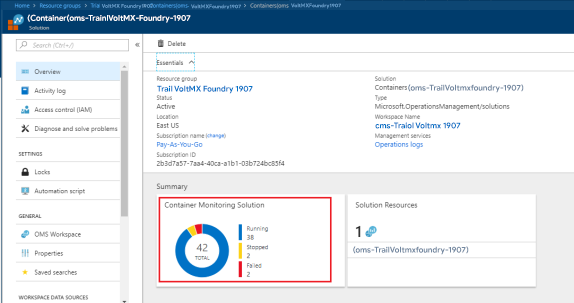 Home > Resource groups > Trail VoltMX Foundry1907 > Containers(oms- VoltMXFoundry1907 > Containers(oms- VoltMXFoundry1907
(Container(oms-Train|VoltMX-Foundry-1907
Solution
Search (Ctrl+/)
Overview
Activity log
Access control (IAM)
Diagnose and solve problems
SETTINGS
Locks
Automation script
GENERAL
OMS Workspace
Properties
Saved searches
WORKSPACE DATA SOURCES
Delete
Essentials
Resource group
Trail VoltMX Foundry 1907
Status
Active
Location
East US
Subscription name (change)
Pay-As-You-Go
Subscription ID
2b3d7a57-7aa4-40ca-a1b1-03b724bc85f4
Solution
Containers(oms-TrailVoltmxfoundry-1907)
Type
Microsoft.OperationsManagement/solutions
Workspace Name
cms-Traiol Voltmx 1907
Management services
Operations logs
Summary
Container Monitoring Solution
42
TOTAL
Running
38
Stopped
2
Failed
2
Solution Resources
1
(oms-TrailVoltmxfoundry-1907)